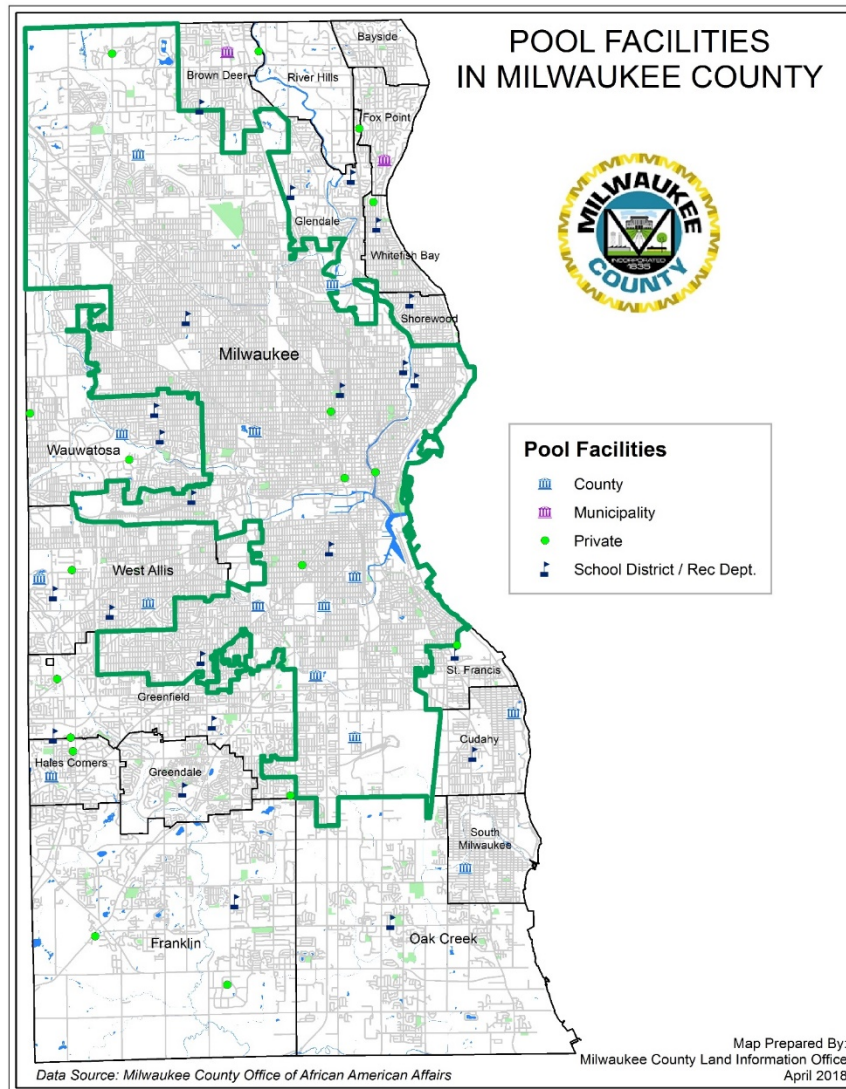 POOL FACILITIES
IN MILWAUKEE COUNTY
MILWAUKEE
INCORPORATED
1835
COUNTY
Bayside
Brown Deer
River Hills
Fox Point
Glendale
Whitefish Bay
Shorewood
Milwaukee
Wauwatosa
West Allis
Greenfield
St. Francis
Cudahy
Hales Corners
Greendale
South
Milwaukee
Franklin
Oak Creek
Pool Facilities
County
Municipality
Private
School District / Rec Dept.
Data Source: Milwaukee County Office of African American Affairs
Map Prepared By:
Milwaukee County Land Information Office
April 2018